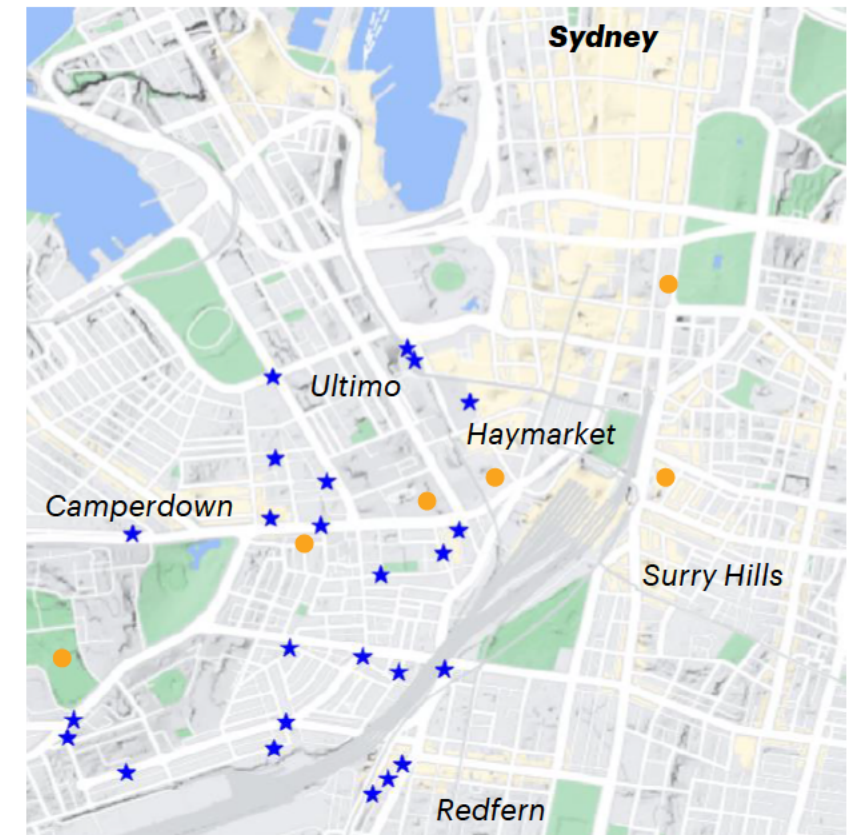 Sydney
Ultimo
Haymarket
Camperdown
Surry Hills
Redfern